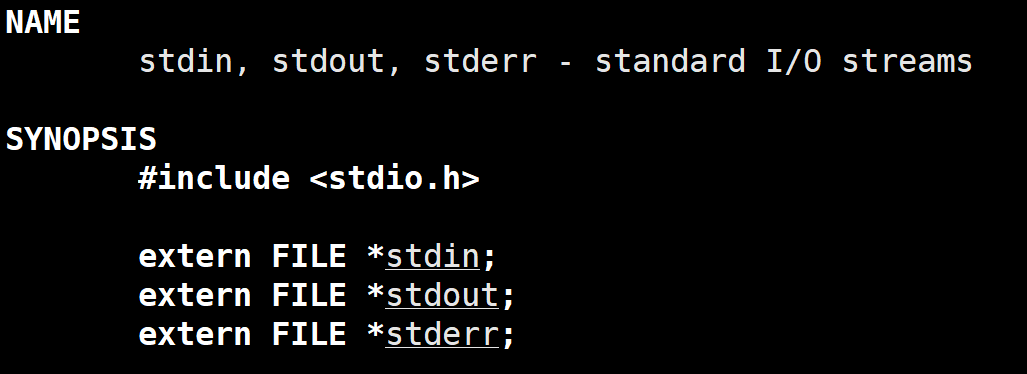 NAME
stdin, stdout, stderr - standard I/O streams
SYNOPSIS
#include <stdio.h>
extern FILE *stdin;
extern FILE *stdout;
extern FILE *stderr;